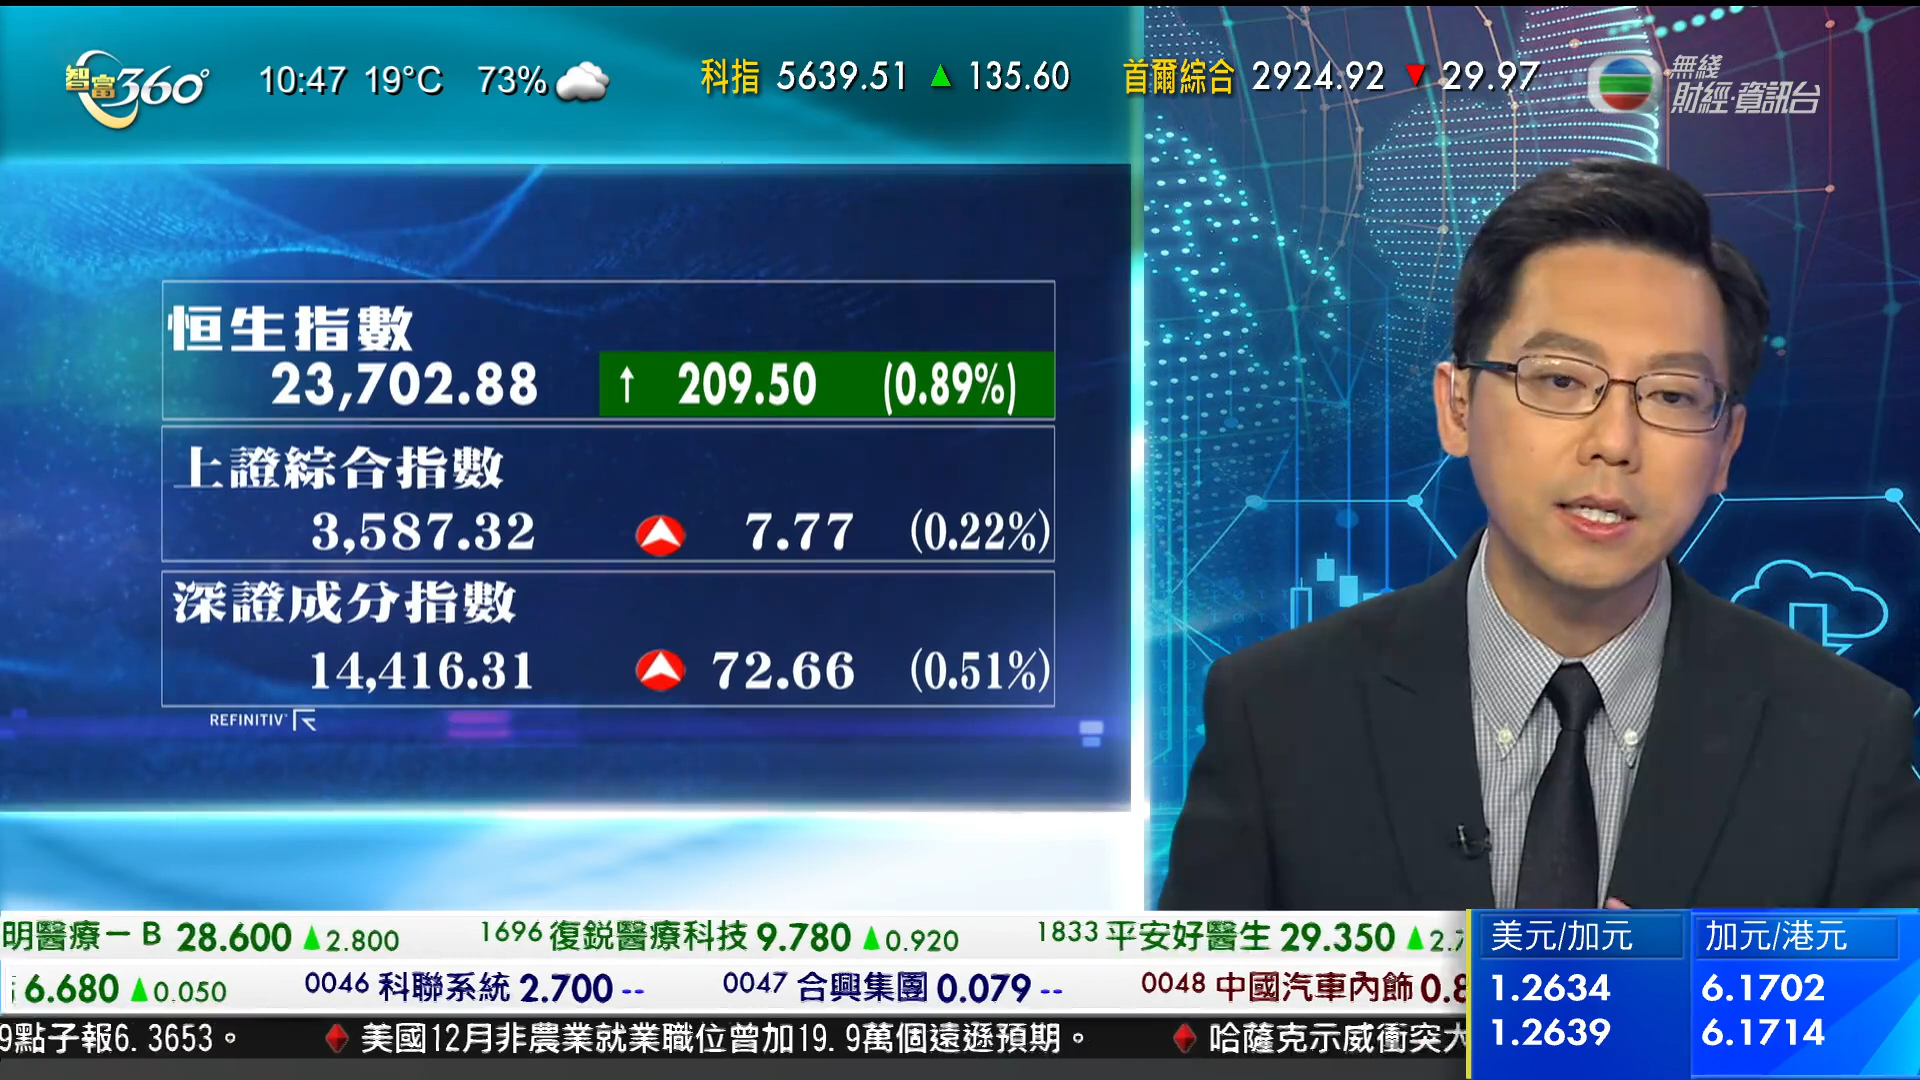 智富360°
10:47 19°C 73%
科指 5639.51 ▲ 135.60 首爾綜合 2924.92 ▼ 29.97
無綫
財經·資訊台
恒生指數
23,702.88 ↑ 209.50 (0.89%)
上證綜合指數
3,587.32 7.77 (0.22%)
深證成分指數
14,416.31 72.66 (0.51%)
REFINITIV
明醫療－B 28.600 ▲2.800 1696 復銳醫療科技 9.780 ▲0.920 1833 平安好醫生 29.350 ▲2.7
6.680 ▲0.050 0046 科聯系統 2.700 -- 0047 合興集團 0.079 -- 0048 中國汽車內飾 0.8
9點子報6.3653。 美國12月非農業就業職位曾加19.9萬個遠遜預期。 哈薩克示威衝突大
美元/加元 加元/港元
1.2634 6.1702
1.2639 6.1714